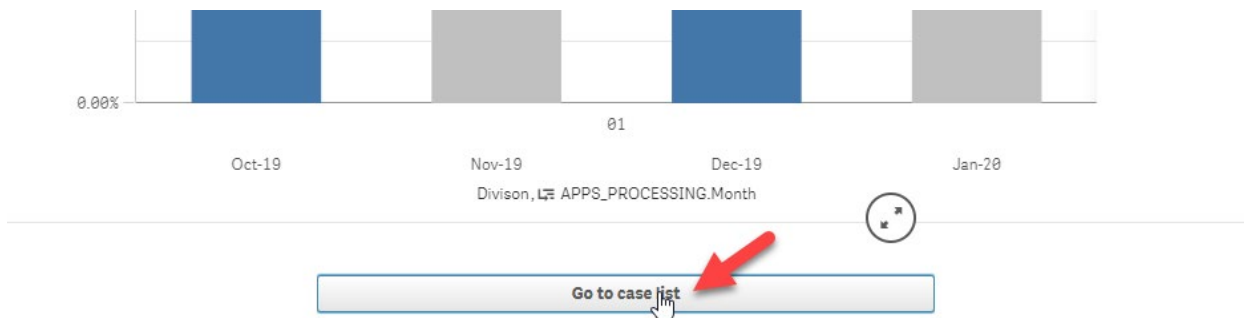 0.00%
01
Oct-19 Nov-19 Dec-19 Jan-20
Divison, APPS_PROCESSING.Month
Go to case list